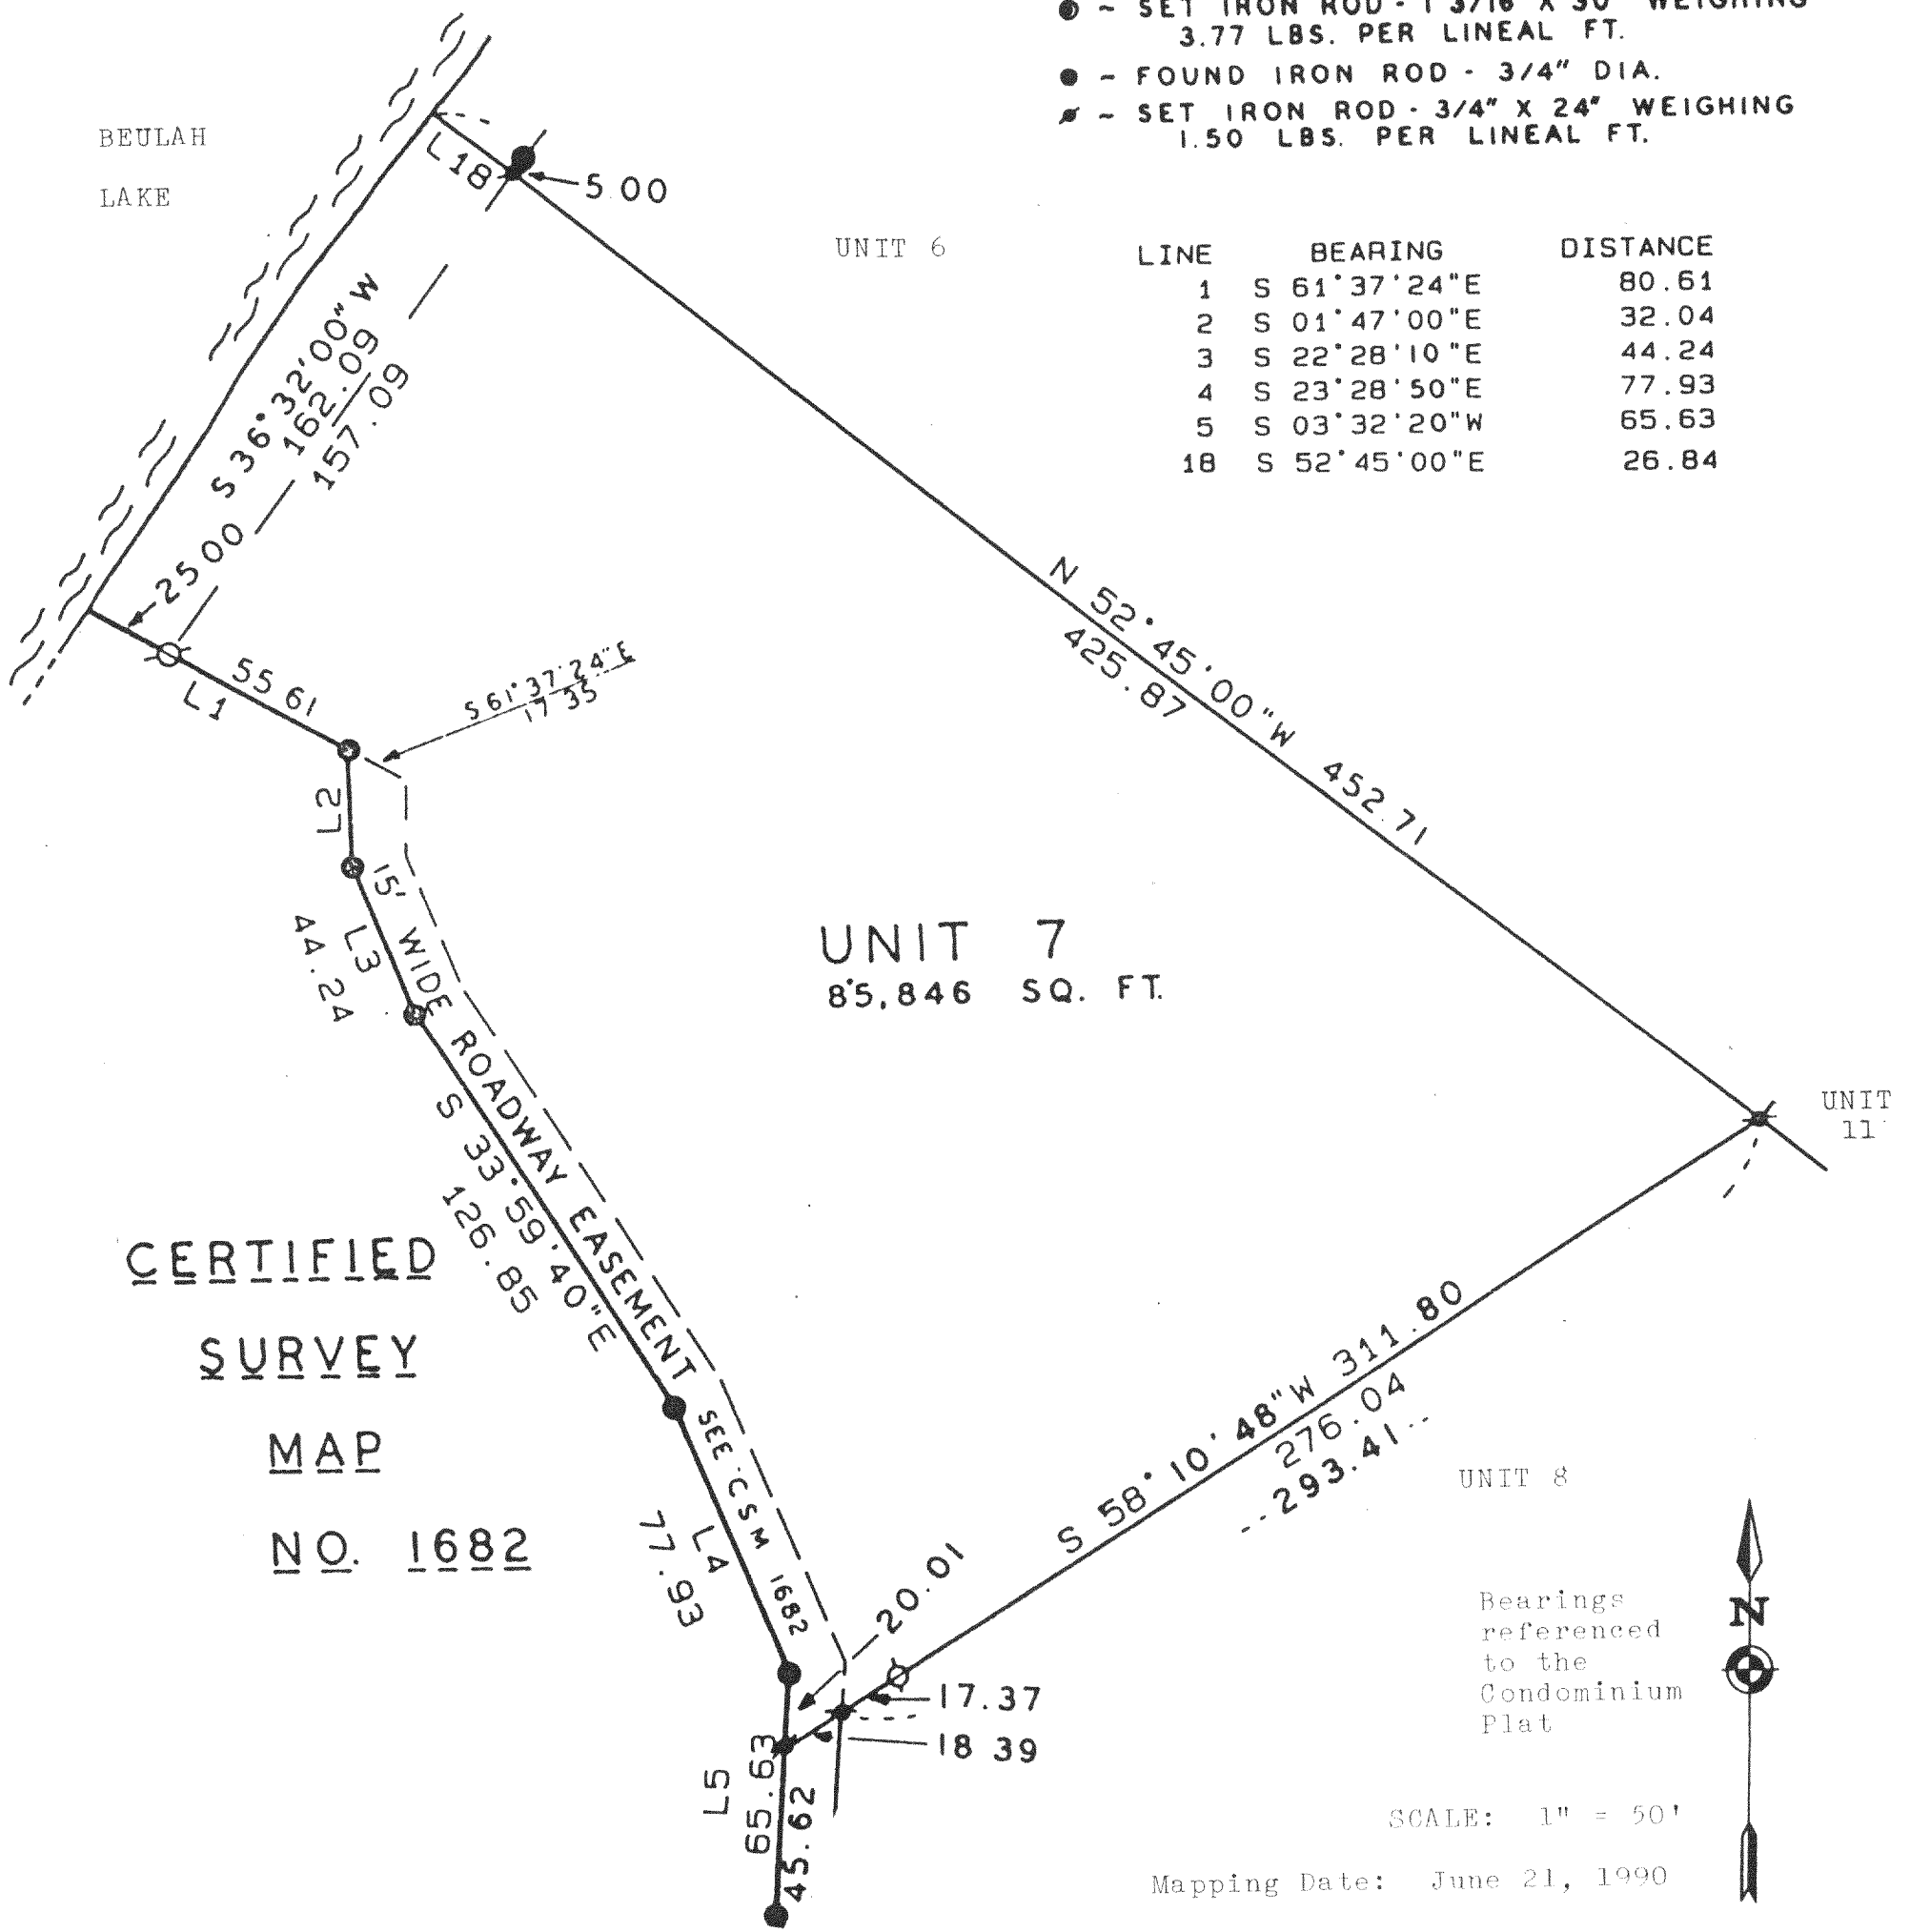 ● ~ SET IRON ROD - 1 3/16" X 30" WEIGHING
3.77 LBS. PER LINEAL FT.
● ~ FOUND IRON ROD - 3/4" DIA.
~ SET IRON ROD - 3/4" X 24" WEIGHING
1.50 LBS. PER LINEAL FT.
BEULAH
LAKE
L18
5.00
UNIT 6
LINE BEARING DISTANCE
1 S 61°37'24"E 80.61
2 S 01°47'00"E 32.04
3 S 22°28'10"E 44.24
4 S 23°28'50"E 77.93
5 S 03°32'20"W 65.63
18 S 52°45'00"E 26.84
S 36°32'00" W
162.09
157.09
25 00
55 61
L1
S 61°37'24"E
17 35
N 52°45'00"W 452.71
425.87
L2
L3
44.24
15' WIDE ROADWAY EASEMENT SEE CSM 1682
UNIT 7
85,846 SQ. FT.
UNIT
11
S 33°59'40"E
126.85
CERTIFIED
SURVEY
MAP
NO. 1682
L4
77.93
S 58°10'48"W 311.80
276.04
--293.41--
UNIT 8
20.01
17.37
18 39
L5
65.63
45.62
Bearings
referenced
to the
Condominium
Plat
N
SCALE: 1" = 50'
Mapping Date: June 21, 1990